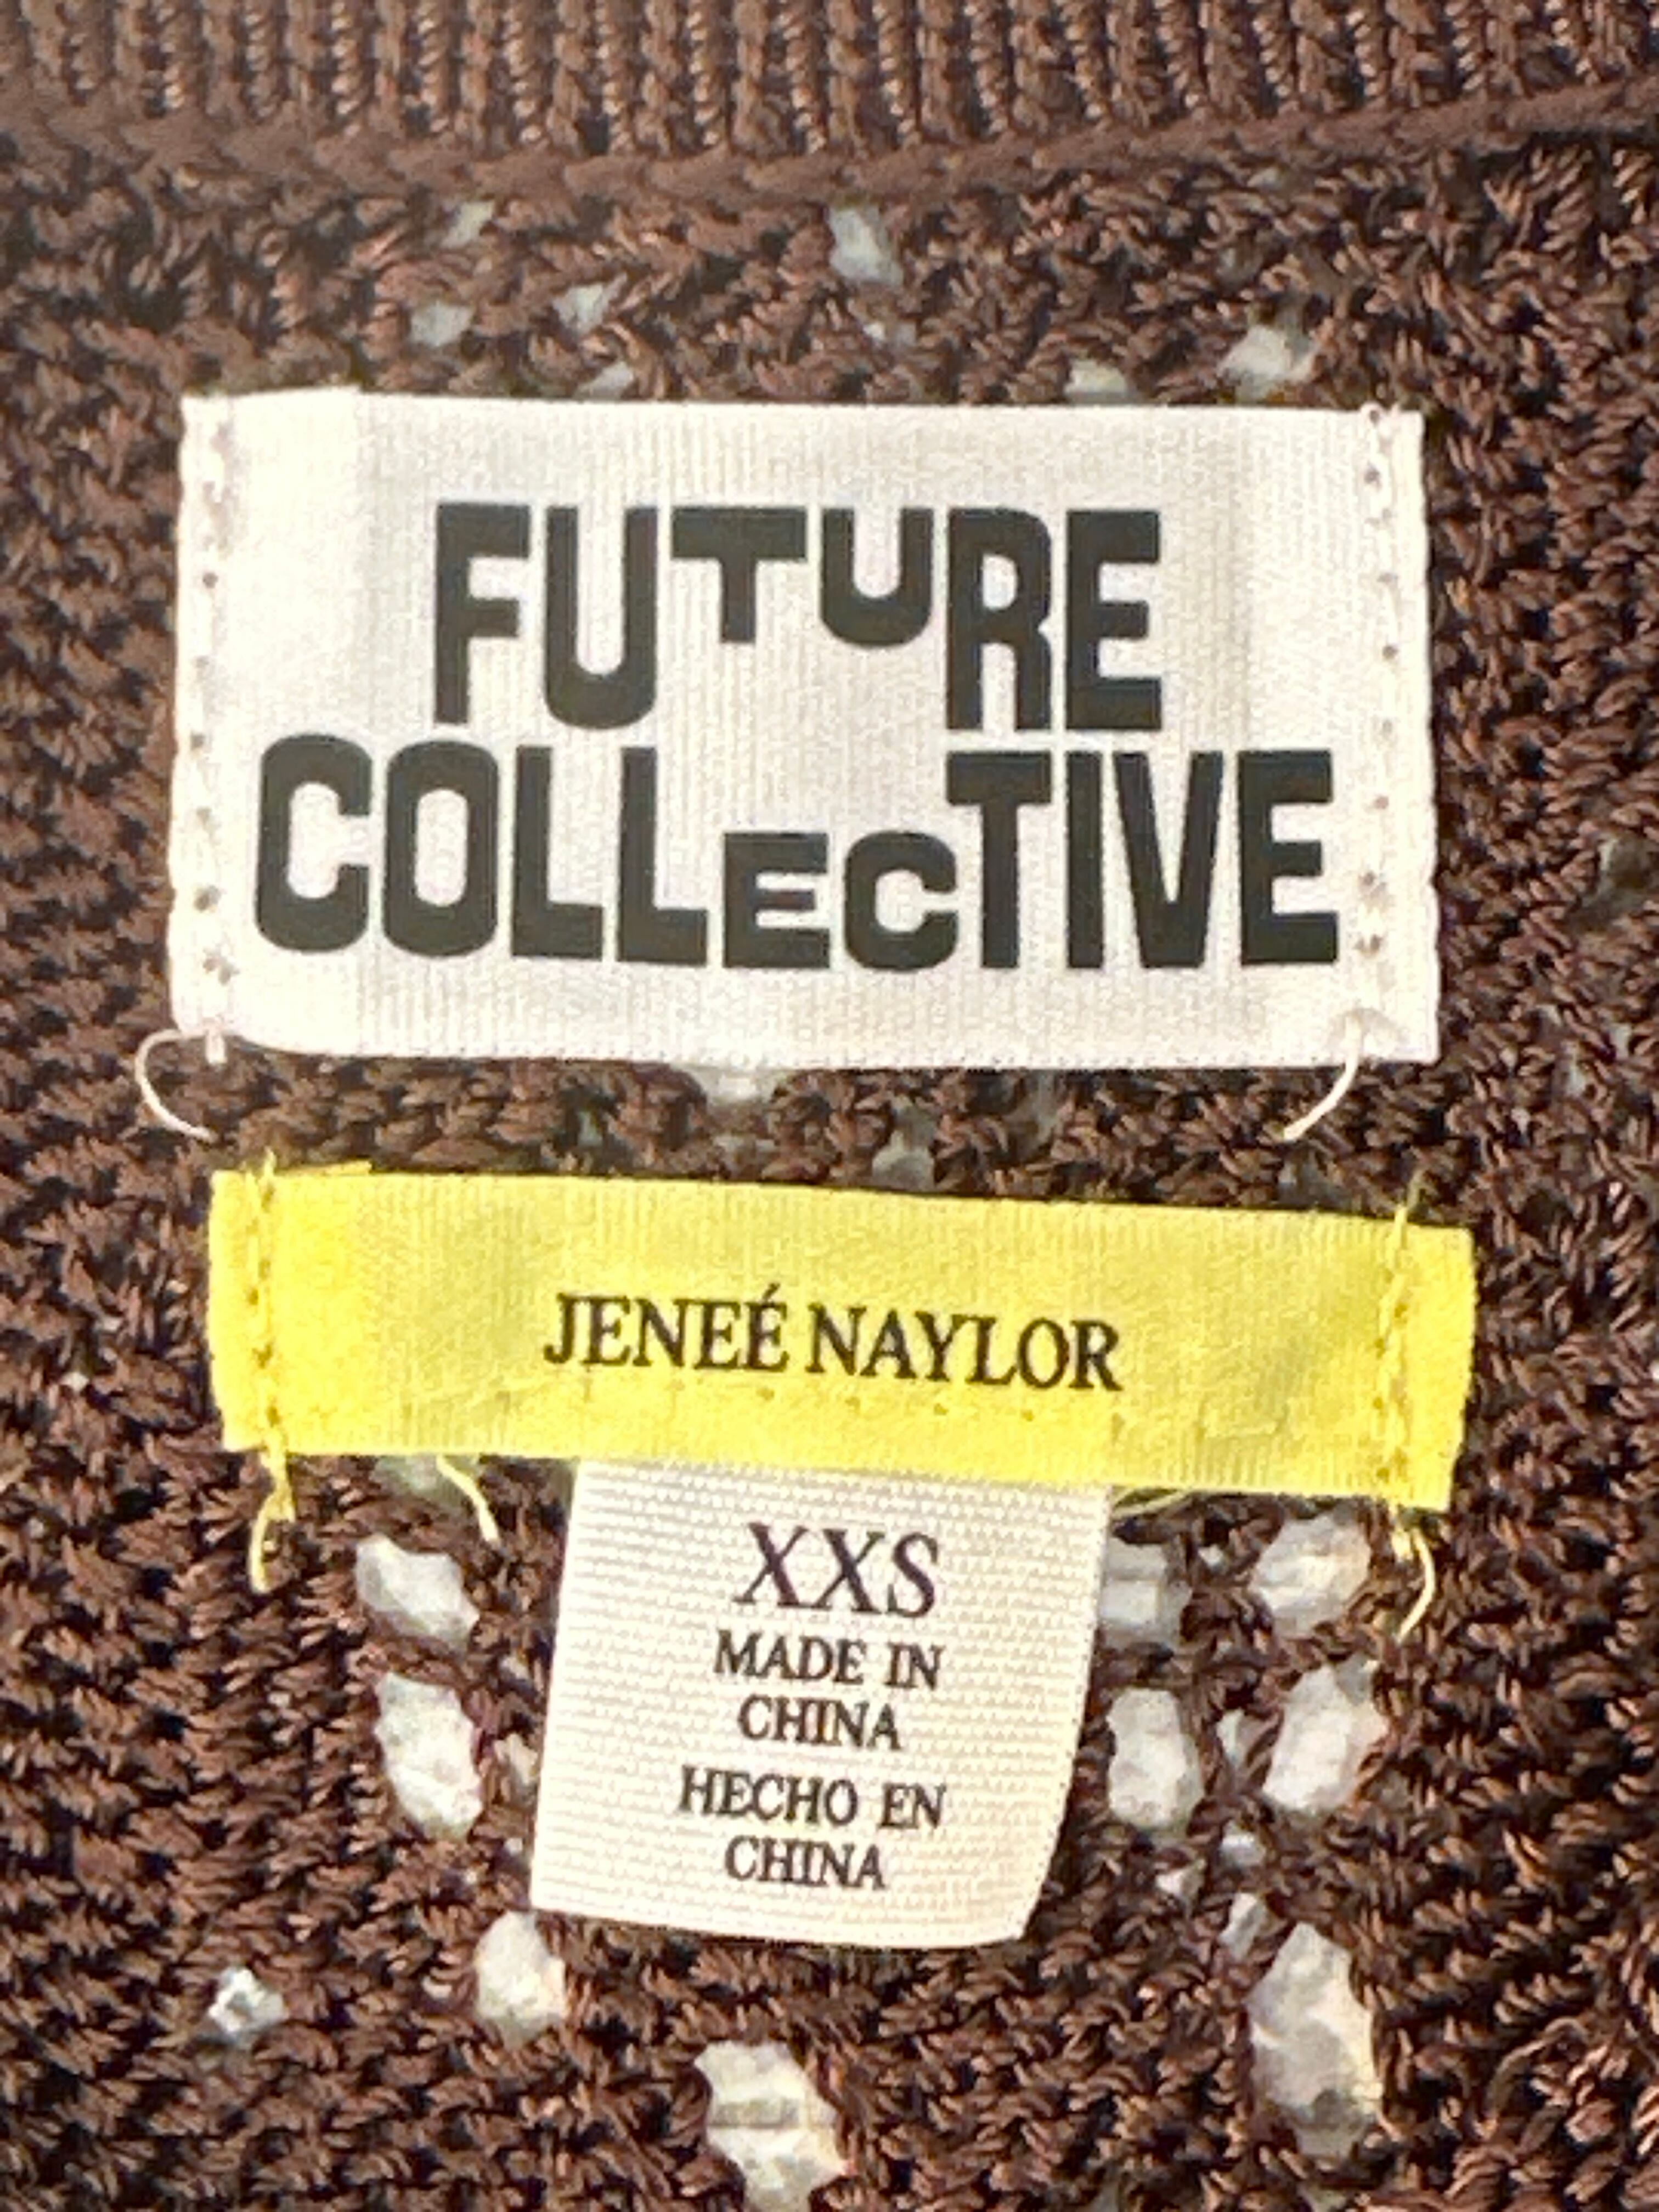 FUTURE
COLLECTIVE
JENEÉ NAYLOR
XXS
MADE IN
CHINA
HECHO EN
CHINA